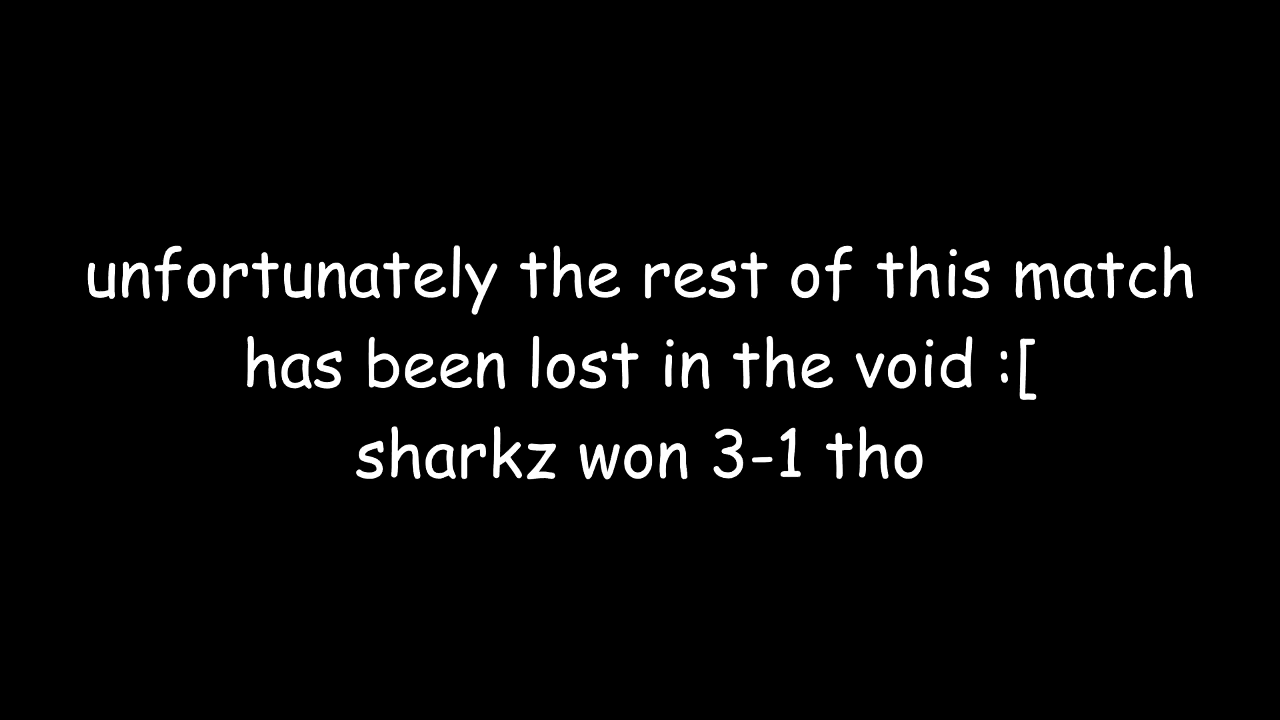 unfortunately the rest of this match
has been lost in the void :[
sharkz won 3-1 tho